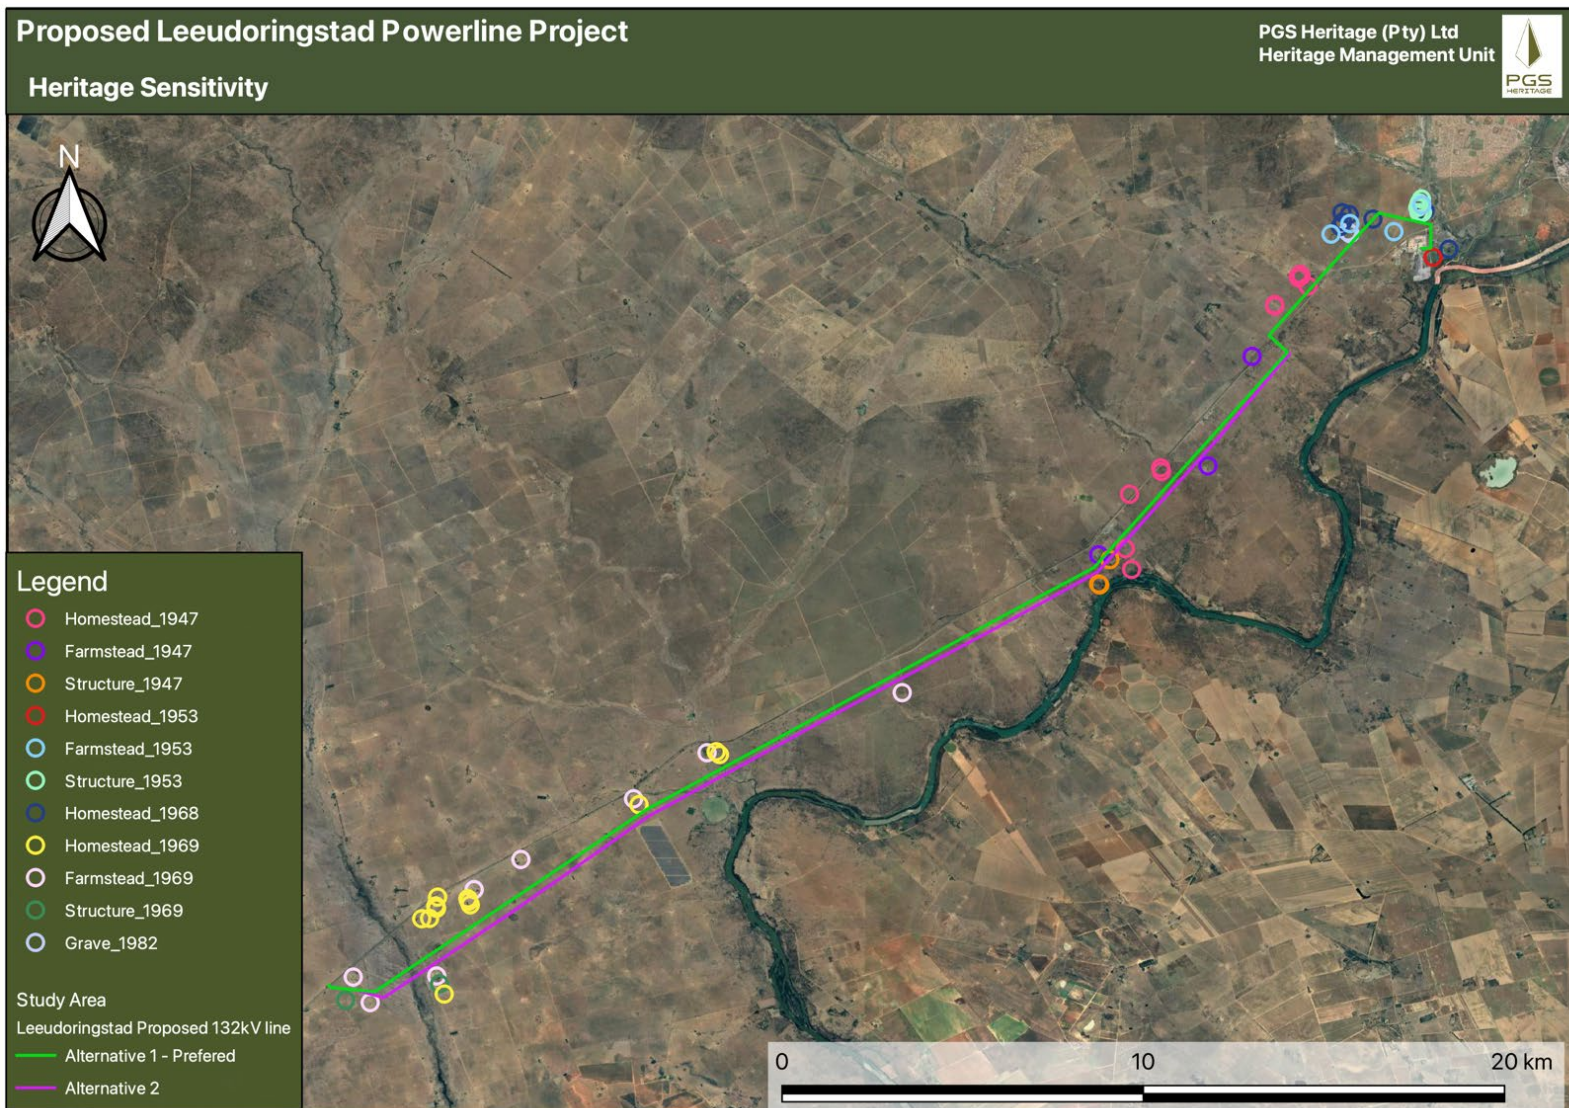 Proposed Leeudoringstad Powerline Project
Heritage Sensitivity
PGS Heritage (Pty) Ltd
Heritage Management Unit
PGS
HERITAGE
N
Legend
Homestead_1947
Farmstead_1947
Structure_1947
Homestead_1953
Farmstead_1953
Structure_1953
Homestead_1968
Homestead_1969
Farmstead_1969
Structure_1969
Grave_1982
Study Area
Leeudoringstad Proposed 132kV line
Alternative 1 - Prefered
Alternative 2
0 10 20 km